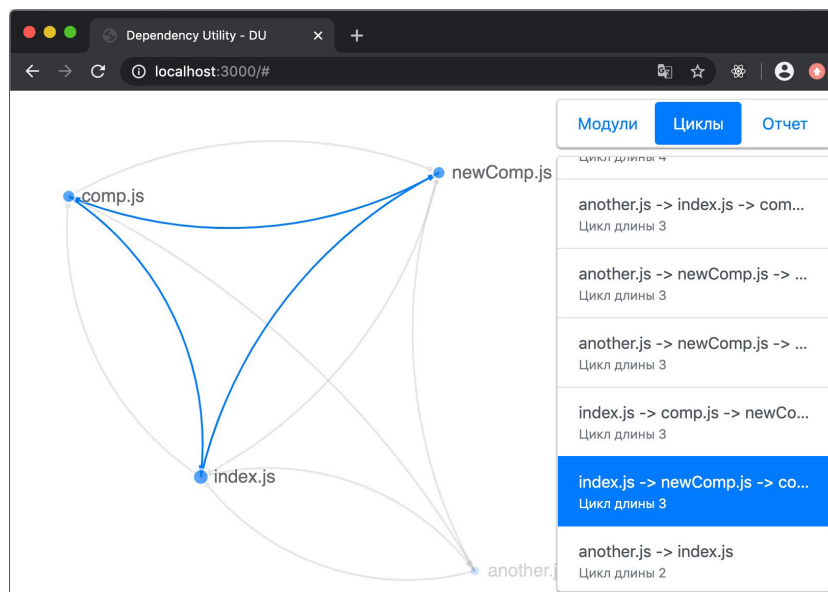 Dependency Utility - DU
localhost:3000/#
Модули
Циклы
Отчет
Цикл длины 4
another.js -> index.js -> com...
Цикл длины 3
another.js -> newComp.js -> ...
Цикл длины 3
another.js -> newComp.js -> ...
Цикл длины 3
index.js -> comp.js -> newCo...
Цикл длины 3
index.js -> newComp.js -> co...
Цикл длины 3
another.js -> index.js
Цикл длины 2
newComp.js
comp.js
index.js
another.j